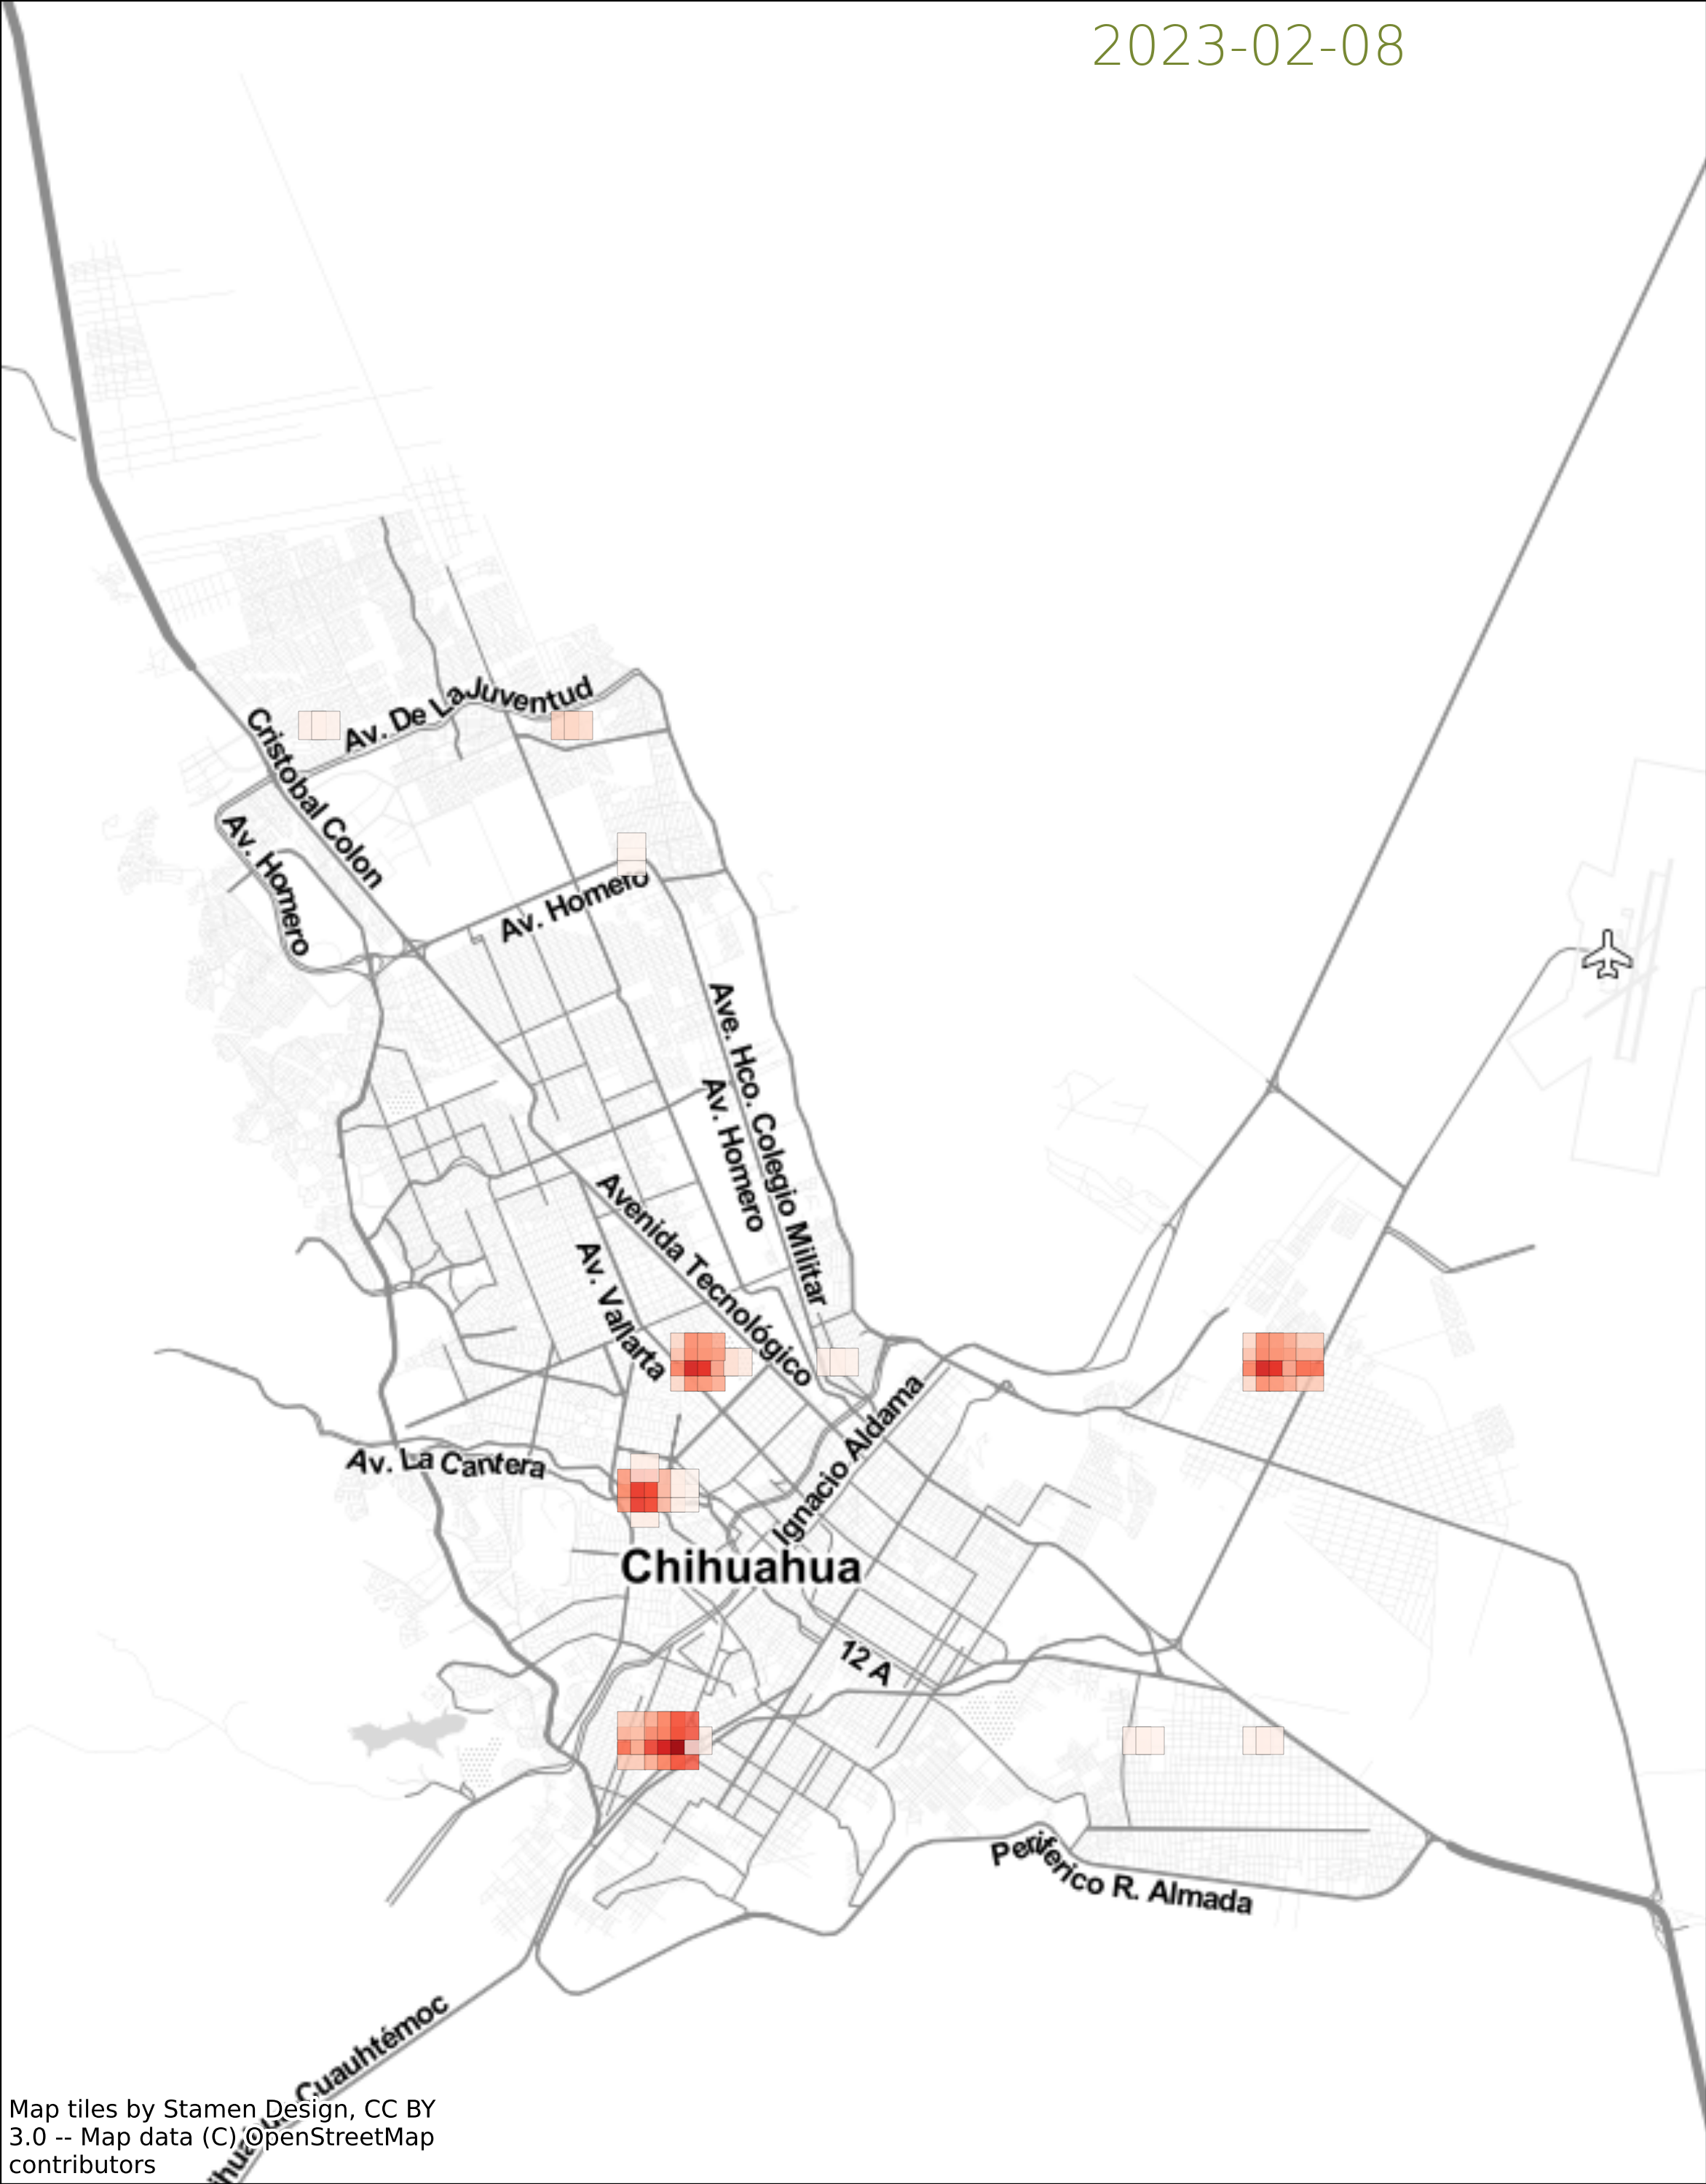 2023-02-08
Av. De La Juventud
Cristobal Colon
Av. Homero
Av. Homero
Ave. Hco. Colegio Militar
Av. Homero
Avenida Tecnológico
Av. Vallarta
Ignacio Aldama
Av. La Cantera
Chihuahua
12 A
Periferico R. Almada
Cuauhtémoc
Map tiles by Stamen Design, CC BY
3.0 -- Map data (C) OpenStreetMap
contributors